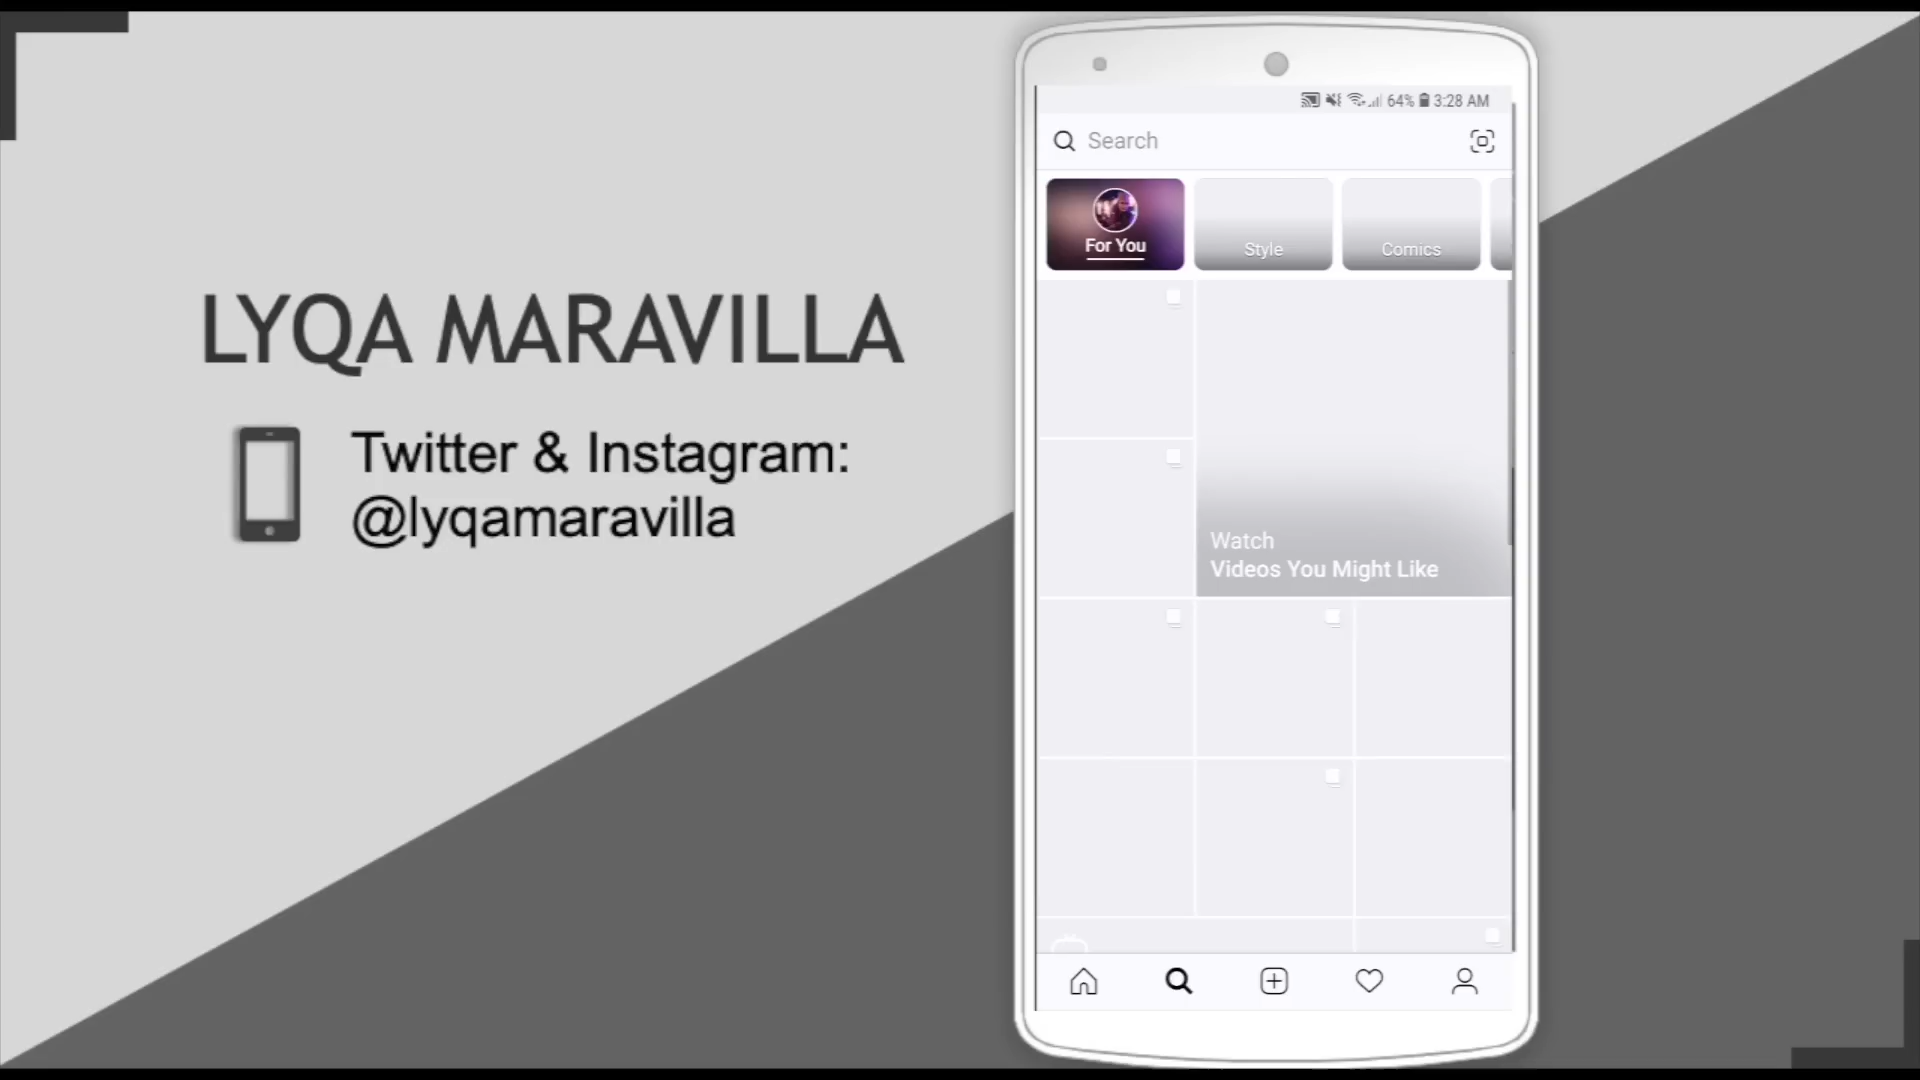 LYQA MARAVILLA
Twitter & Instagram:
@lyqamaravilla
64% 3:28 AM
Search
For You
Style
Comics
Watch
Videos You Might Like